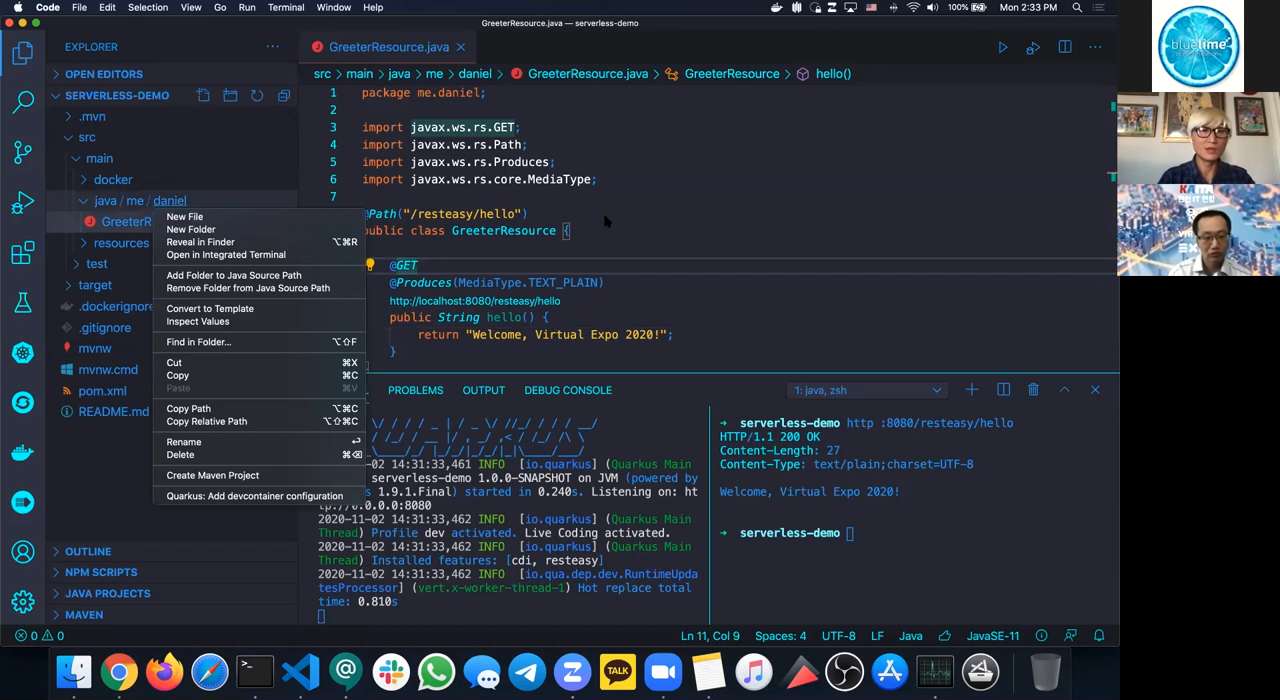 Code File Edit Selection View Go Run Terminal Window Help
100% Mon 2:33 PM
GreeterResource.java — serverless-demo
EXPLORER
OPEN EDITORS
SERVERLESS-DEMO
.mvn
src
main
docker
java / me / daniel
GreeterR
resources
test
target
.dockerignore
.gitignore
mvnw
mvnw.cmd
pom.xml
README.md
OUTLINE
NPM SCRIPTS
JAVA PROJECTS
MAVEN
New File
New Folder
Reveal in Finder ⌥⌘R
Open in Integrated Terminal
Add Folder to Java Source Path
Remove Folder from Java Source Path
Convert to Template
Inspect Values
Find in Folder... ⌥⇧F
Cut ⌘X
Copy ⌘C
Paste ⌘V
Copy Path ⌥⌘C
Copy Relative Path ⌥⇧⌘C
Rename ↩
Delete ⌘⌫
Create Maven Project
Quarkus: Add devcontainer configuration
GreeterResource.java
src > main > java > me > daniel > GreeterResource.java > GreeterResource > hello()
1 package me.daniel;
2
3 import javax.ws.rs.GET;
4 import javax.ws.rs.Path;
5 import javax.ws.rs.Produces;
6 import javax.ws.rs.core.MediaType;
7
@Path("/resteasy/hello")
public class GreeterResource {
@GET
@Produces(MediaType.TEXT_PLAIN)
http://localhost:8080/resteasy/hello
public String hello() {
return "Welcome, Virtual Expo 2020!";
}
PROBLEMS OUTPUT DEBUG CONSOLE
1: java, zsh
-02 14:31:33,461 INFO [io.quarkus] (Quarkus Main
serverless-demo 1.0.0-SNAPSHOT on JVM (powered by
s 1.9.1.Final) started in 0.240s. Listening on: ht
tp://0.0.0.0:8080
2020-11-02 14:31:33,462 INFO [io.quarkus] (Quarkus Main
Thread) Profile dev activated. Live Coding activated.
2020-11-02 14:31:33,462 INFO [io.quarkus] (Quarkus Main
Thread) Installed features: [cdi, resteasy]
2020-11-02 14:31:33,462 INFO [io.qua.dep.dev.RuntimeUpda
tesProcessor] (vert.x-worker-thread-1) Hot replace total
time: 0.810s
→ serverless-demo http :8080/resteasy/hello
HTTP/1.1 200 OK
Content-Length: 27
Content-Type: text/plain;charset=UTF-8
Welcome, Virtual Expo 2020!
→ serverless-demo
0 0
Ln 11, Col 9 Spaces: 4 UTF-8 LF Java JavaSE-11
bluelime
TALK